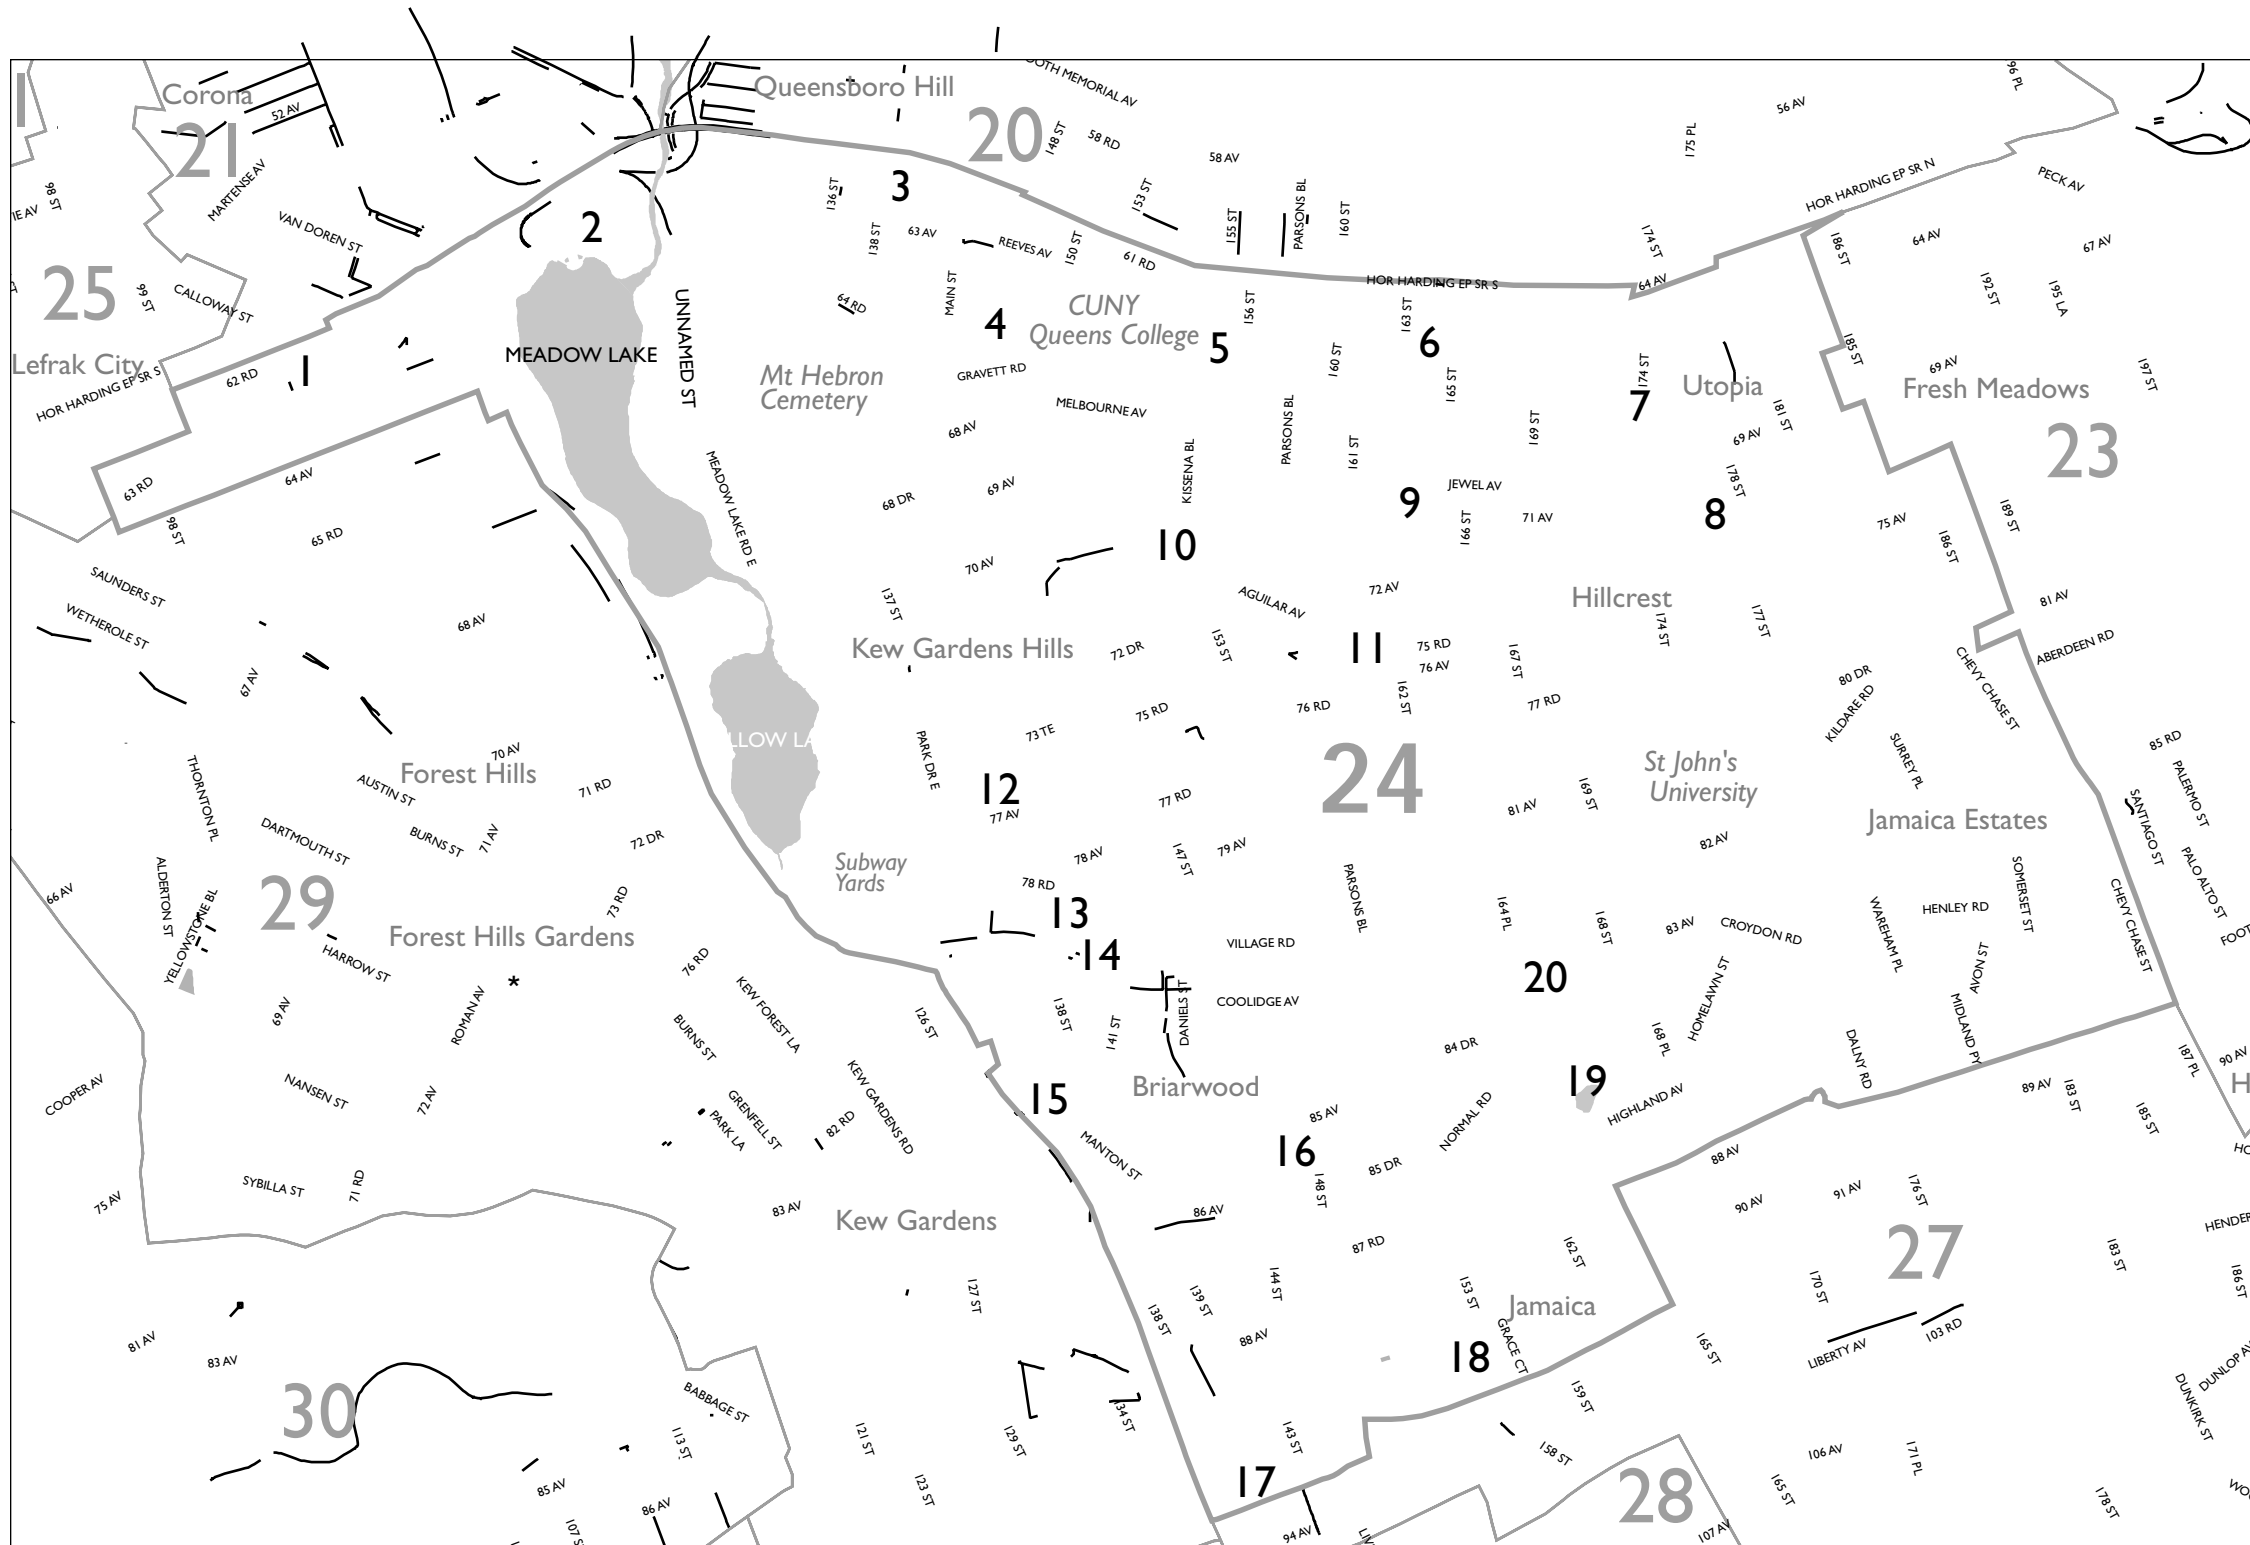 OTH MEMORIAL AV
96 PL
Corona
Queensboro Hill
52 AV
21
20
148 ST
58 RD
58 AV
175 PL
56 AV
HOR HARDING EP SR N
PECK AV
98 ST
IE AV
MARTENSE AV
VAN DOREN ST
2
136 ST
3
138 ST
63 AV
REEVES AV
150 ST
61 RD
153 ST
155 ST
PARSONS BL
160 ST
174 ST
186 ST
64 AV
67 AV
25
99 ST
CALLOWAY ST
HOR HARDING EP SR S
64 AV
192 ST
195 LA
Lefrak City
HOR HARDING EP SR S
62 RD
1
MEADOW LAKE
UNNAMED ST
64 RD
MAIN ST
4
CUNY
Queens College
5
156 ST
163 ST
6
160 ST
165 ST
174 ST
7
Utopia
185 ST
69 AV
197 ST
Fresh Meadows
23
Mt Hebron
Cemetery
GRAVETT RD
MELBOURNE AV
68 AV
KISSENA BL
PARSONS BL
161 ST
169 ST
181 ST
69 AV
178 ST
63 RD
64 AV
98 ST
65 RD
MEADOW LAKE RD E
68 DR
69 AV
9
JEWEL AV
166 ST
71 AV
8
75 AV
186 ST
189 ST
10
70 AV
SAUNDERS ST
WETHEROLE ST
68 AV
67 AV
137 ST
Kew Gardens Hills
72 DR
153 ST
AGUILAR AV
72 AV
11
75 RD
76 AV
167 ST
Hillcrest
174 ST
177 ST
81 AV
ABERDEEN RD
CHEVY CHASE ST
80 DR
KILDARE RD
162 ST
76 RD
77 RD
75 RD
73 TE
PARK DR E
12
77 AV
77 RD
24
St John's
University
SURREY PL
85 RD
PALERMO ST
SANTIAGO ST
PALO ALTO ST
THORNTON PL
70 AV
Forest Hills
AUSTIN ST
71 RD
BURNS ST
71 AV
72 DR
DARTMOUTH ST
ALDERTON ST
YELLOWSTONE BL
66 AV
29
73 RD
Forest Hills Gardens
HARROW ST
ROMAN AV
*
69 AV
76 RD
KEW FOREST LA
Subway
Yards
78 AV
78 RD
147 ST
79 AV
PARSONS BL
81 AV
169 ST
82 AV
Jamaica Estates
SOMERSET ST
HENLEY RD
WAREHAM PL
AVON ST
CHEVY CHASE ST
FOOT
13
14
VILLAGE RD
COOLIDGE AV
DANIELS ST
138 ST
141 ST
164 PL
168 ST
83 AV
CROYDON RD
20
HOMELAWN ST
168 PL
MIDLAND PY
DALNY RD
84 DR
126 ST
BURNS ST
Briarwood
15
19
HIGHLAND AV
NORMAL RD
187 PL
90 AV
H
COOPER AV
NANSEN ST
72 AV
GRENFELL ST
PARK LA
82 RD
KEW GARDENS RD
MANTON ST
85 AV
16
85 DR
148 ST
89 AV
183 ST
185 ST
HO
75 AV
SYBILLA ST
71 RD
83 AV
Kew Gardens
86 AV
87 RD
162 ST
88 AV
90 AV
91 AV
176 ST
HENDER
27
183 ST
186 ST
170 ST
103 RD
LIBERTY AV
127 ST
139 ST
138 ST
144 ST
88 AV
153 ST
Jamaica
GRACE CT
18
165 ST
DUNLOP AV
DUNKIRK ST
81 AV
83 AV
30
BABBAGE ST
113 ST
121 ST
123 ST
129 ST
134 ST
143 ST
17
94 AV
159 ST
158 ST
28
106 AV
171 PL
165 ST
178 ST
107 AV
85 AV
86 AV
107 S
LIV
WO